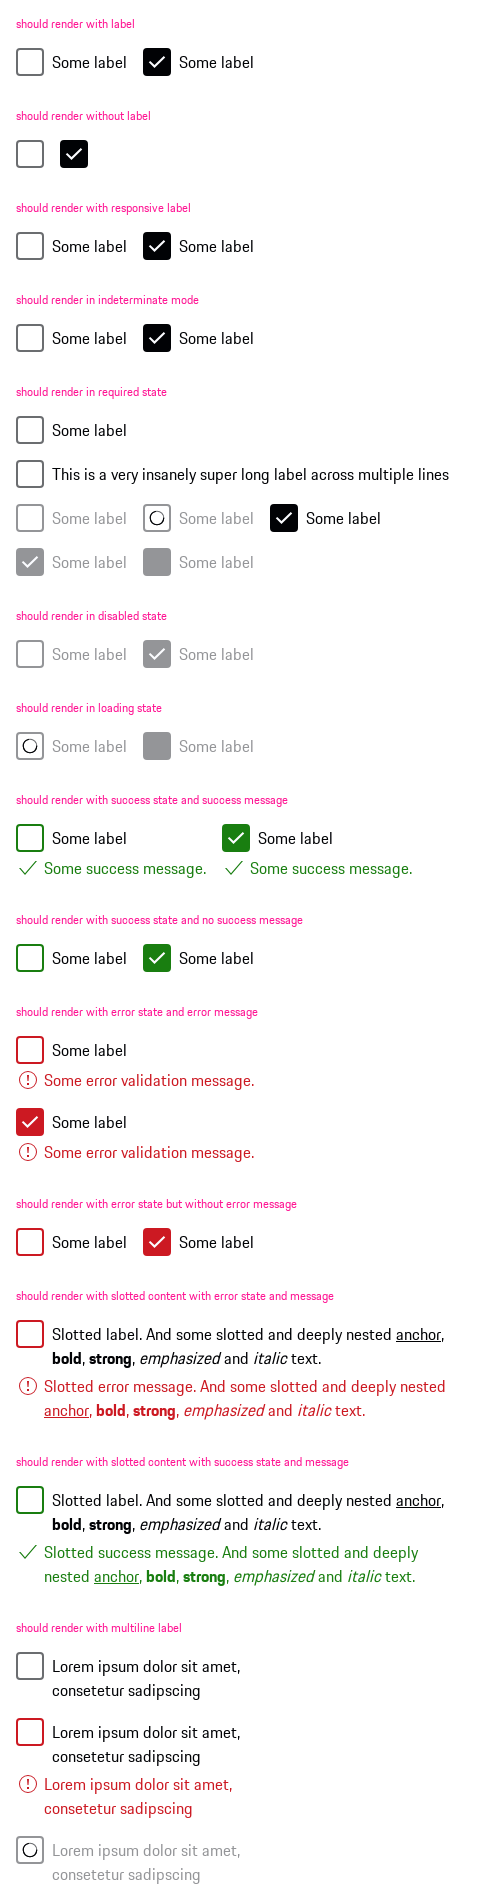 should render with label
Some label Some label
should render without label
should render with responsive label
Some label Some label
should render in indeterminate mode
Some label Some label
should render in required state
Some label
This is a very insanely super long label across multiple lines
Some label Some label Some label
Some label Some label
should render in disabled state
Some label Some label
should render in loading state
Some label Some label
should render with success state and success message
Some label Some label
Some success message. Some success message.
should render with success state and no success message
Some label Some label
should render with error state and error message
Some label
Some error validation message.
Some label
Some error validation message.
should render with error state but without error message
Some label Some label
should render with slotted content with error state and message
Slotted label. And some slotted and deeply nested anchor,
bold, strong, emphasized and italic text.
Slotted error message. And some slotted and deeply nested
anchor, bold, strong, emphasized and italic text.
should render with slotted content with success state and message
Slotted label. And some slotted and deeply nested anchor,
bold, strong, emphasized and italic text.
Slotted success message. And some slotted and deeply
nested anchor, bold, strong, emphasized and italic text.
should render with multiline label
Lorem ipsum dolor sit amet,
consetetur sadipscing
Lorem ipsum dolor sit amet,
consetetur sadipscing
Lorem ipsum dolor sit amet,
consetetur sadipscing
Lorem ipsum dolor sit amet,
consetetur sadipscing